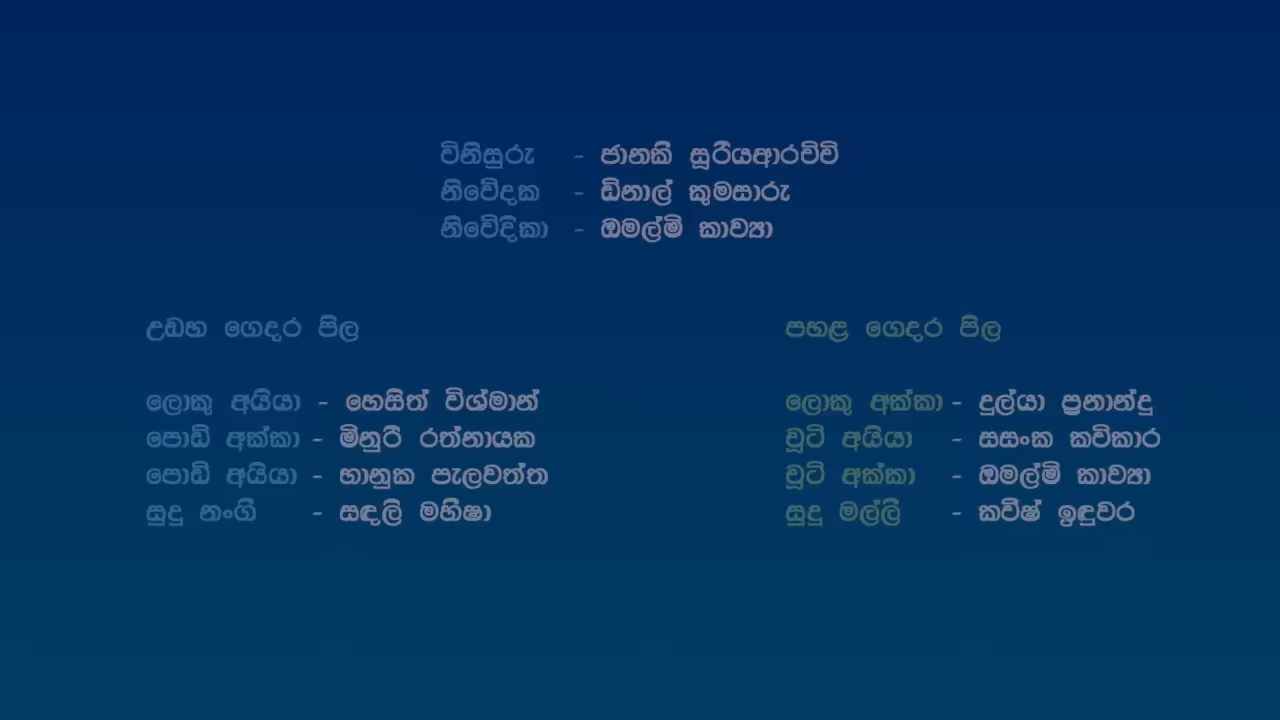 විනිසුරු - ජානකී සූරියආරච්චි
නිවේදක - ඩිනාල් කුමසාරු
නිවේදිකා - ඔමල්මි කාව්‍යා
උඩහ ගෙදර පිල
ලොකු අයියා - හෙසිත් විශ්මාන්
පොඩි අක්කා - මිනුරි රත්නායක
පොඩි අයියා - භානුක පැලවත්ත
සුදු නංගි - සඳලි මහීෂා
පහළ ගෙදර පිල
ලොකු අක්කා - දුල්යා ප්‍රනාන්දු
චූටි අයියා - සසංක කවිකාර
චූටි අක්කා - ඔමල්මි කාව්‍යා
සුදු මල්ලී - කවීෂ් ඉඳුවර